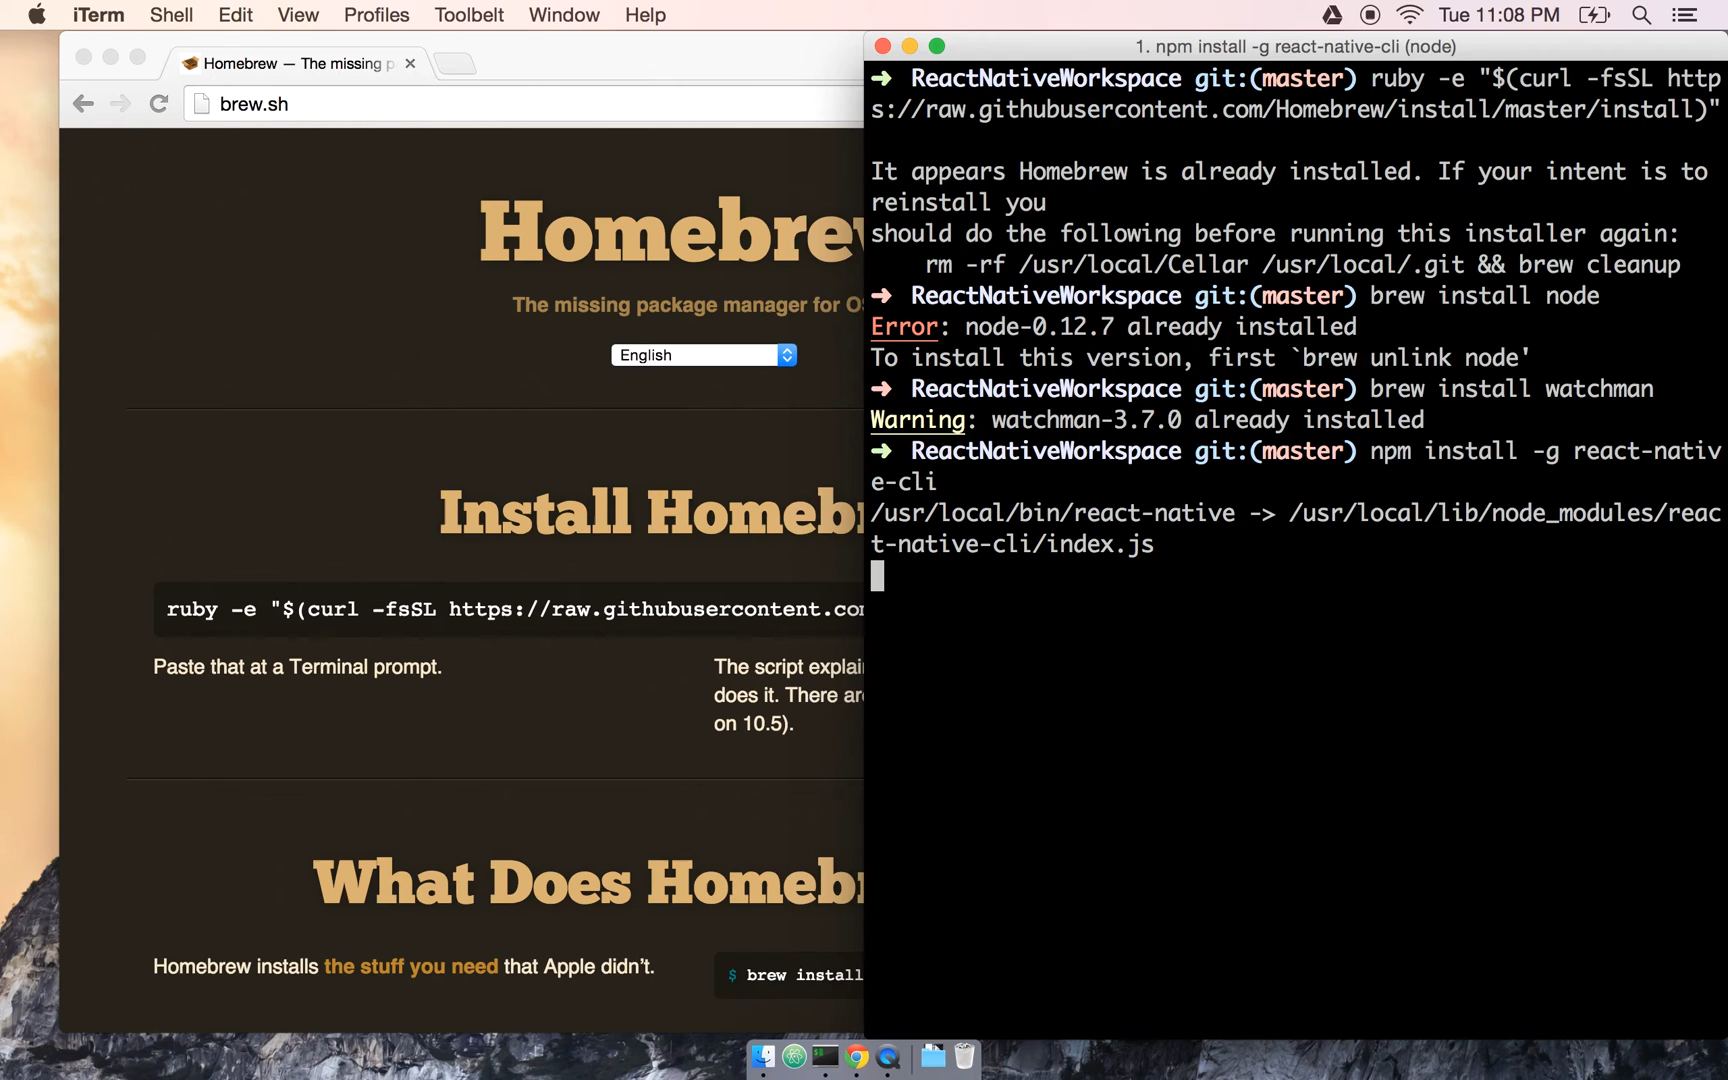 iTerm Shell Edit View Profiles Toolbelt Window Help Tue 11:08 PM
Homebrew — The missing p
brew.sh
Homebrew
The missing package manager for OS
English
Install Homeb
ruby -e "$(curl -fsSL https://raw.githubusercontent.com
Paste that at a Terminal prompt.
The script explai
does it. There are
on 10.5).
What Does Homeb
Homebrew installs the stuff you need that Apple didn't.
$ brew install
1. npm install -g react-native-cli (node)
➜ ReactNativeWorkspace git:(master) ruby -e "$(curl -fsSL http
s://raw.githubusercontent.com/Homebrew/install/master/install)"
It appears Homebrew is already installed. If your intent is to
reinstall you
should do the following before running this installer again:
rm -rf /usr/local/Cellar /usr/local/.git && brew cleanup
➜ ReactNativeWorkspace git:(master) brew install node
Error: node-0.12.7 already installed
To install this version, first `brew unlink node'
➜ ReactNativeWorkspace git:(master) brew install watchman
Warning: watchman-3.7.0 already installed
➜ ReactNativeWorkspace git:(master) npm install -g react-nativ
e-cli
/usr/local/bin/react-native -> /usr/local/lib/node_modules/reac
t-native-cli/index.js